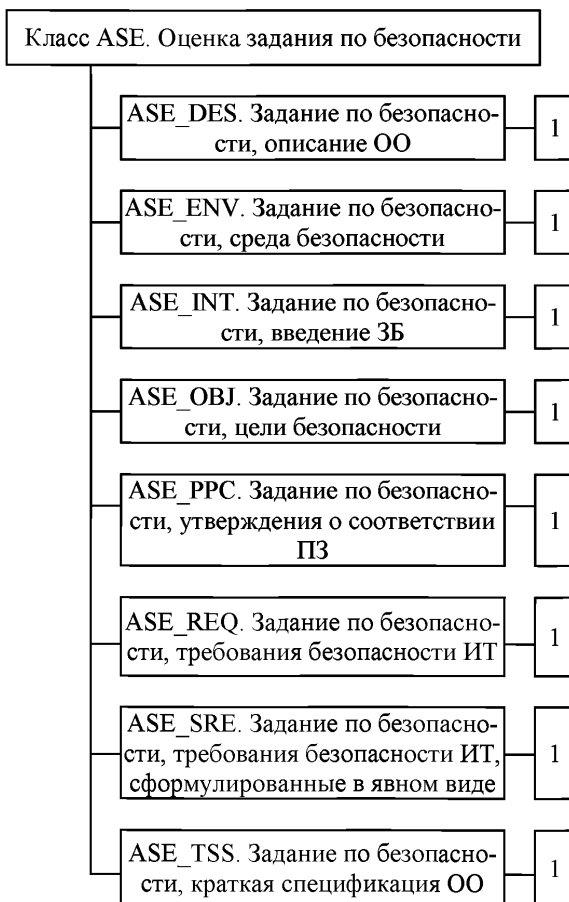 Класс ASE. Оценка задания по безопасности
ASE_DES. Задание по безопасно-
сти, описание ОО
1
ASE_ENV. Задание по безопасно-
сти, среда безопасности
1
ASE_INT. Задание по безопасно-
сти, введение ЗБ
1
ASE_OBJ. Задание по безопасно-
сти, цели безопасности
1
ASE_PPC. Задание по безопасно-
сти, утверждения о соответствии
ПЗ
1
ASE_REQ. Задание по безопасно-
сти, требования безопасности ИТ
1
ASE_SRE. Задание по безопасно-
сти, требования безопасности ИТ,
сформулированные в явном виде
1
ASE_TSS. Задание по безопасно-
сти, краткая спецификация ОО
1